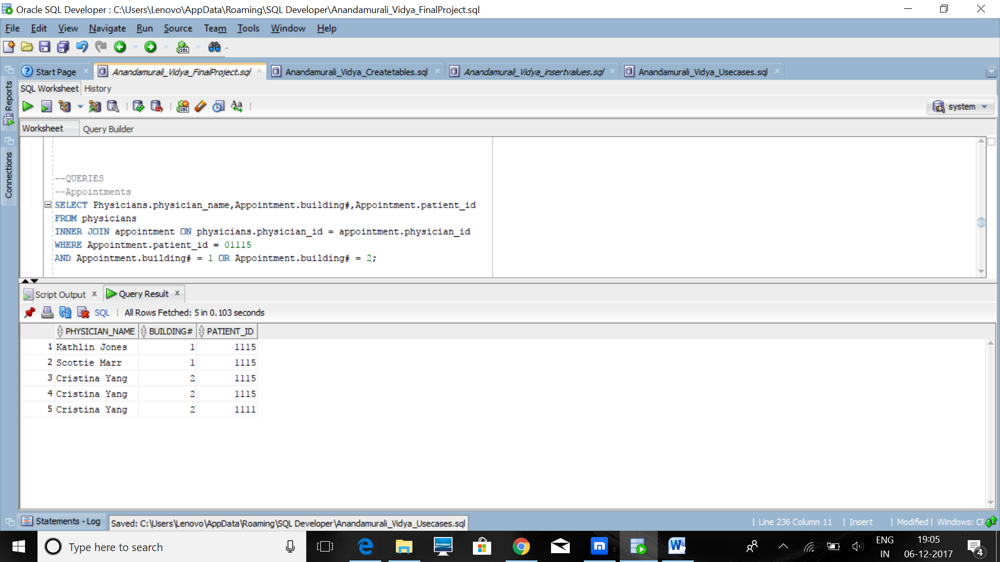 Oracle SQL Developer : C:\Users\Lenovo\AppData\Roaming\SQL Developer\Anandamurali_Vidya_FinalProject.sql
File Edit View Navigate Run Source Team Tools Window Help
Start Page Anandamurali_Vidya_FinalProject.sql Anandamurali_Vidya_Createtables.sql Anandamurali_Vidya_insertvalues.sql Anandamurali_Vidya_Usecases.sql
Reports
Connections
SQL Worksheet History
system
Worksheet Query Builder
--QUERIES
--Appointments
SELECT Physicians.physician_name,Appointment.building#,Appointment.patient_id
FROM physicians
INNER JOIN appointment ON physicians.physician_id = appointment.physician_id
WHERE Appointment.patient_id = 01115
AND Appointment.building# = 1 OR Appointment.building# = 2;
Script Output x Query Result x
SQL | All Rows Fetched: 5 in 0.103 seconds
PHYSICIAN_NAME BUILDING# PATIENT_ID
1 Kathlin Jones 1 1115
2 Scottie Marr 1 1115
3 Cristina Yang 2 1115
4 Cristina Yang 2 1115
5 Cristina Yang 2 1111
Statements - Log Saved: C:\Users\Lenovo\AppData\Roaming\SQL Developer\Anandamurali_Vidya_Usecases.sql | Line 236 Column 11 | Insert | Modified | Windows:
Type here to search
ENG
IN
19:05
06-12-2017
4